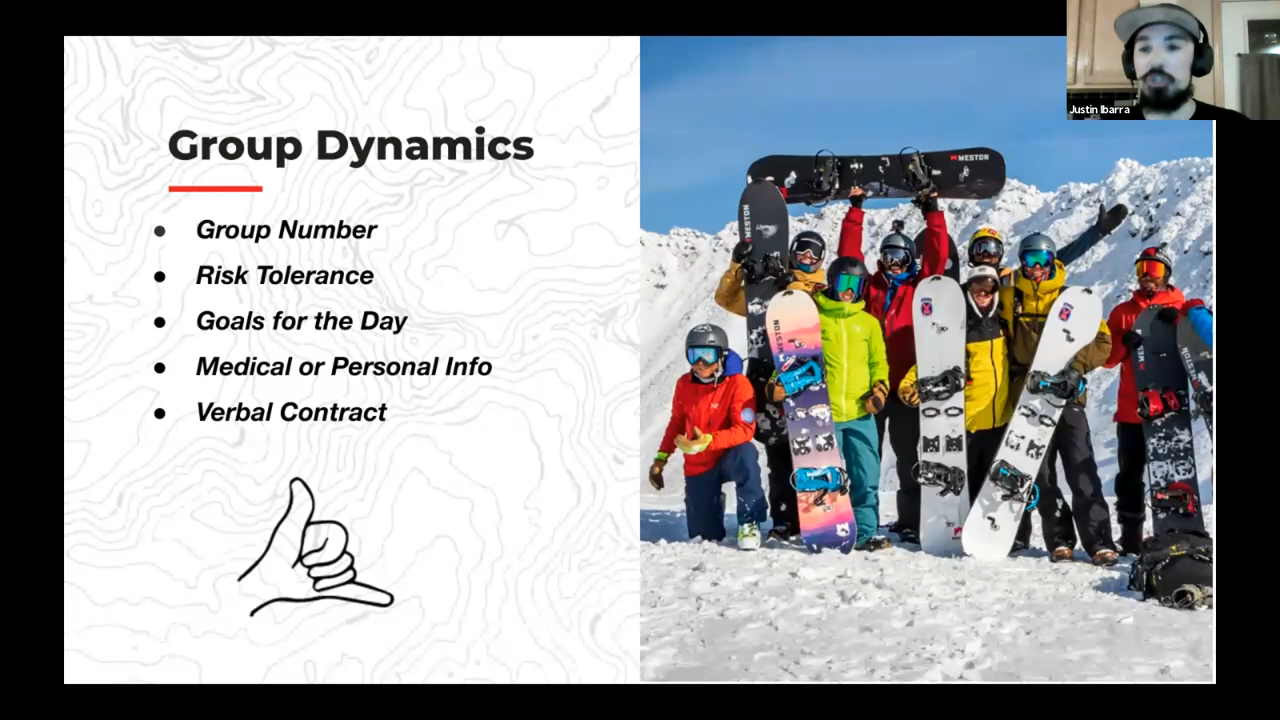 Justin Ibarra
Group Dynamics
Group Number
Risk Tolerance
Goals for the Day
Medical or Personal Info
Verbal Contract
WESTON
WESTON
WESTON
WESTON